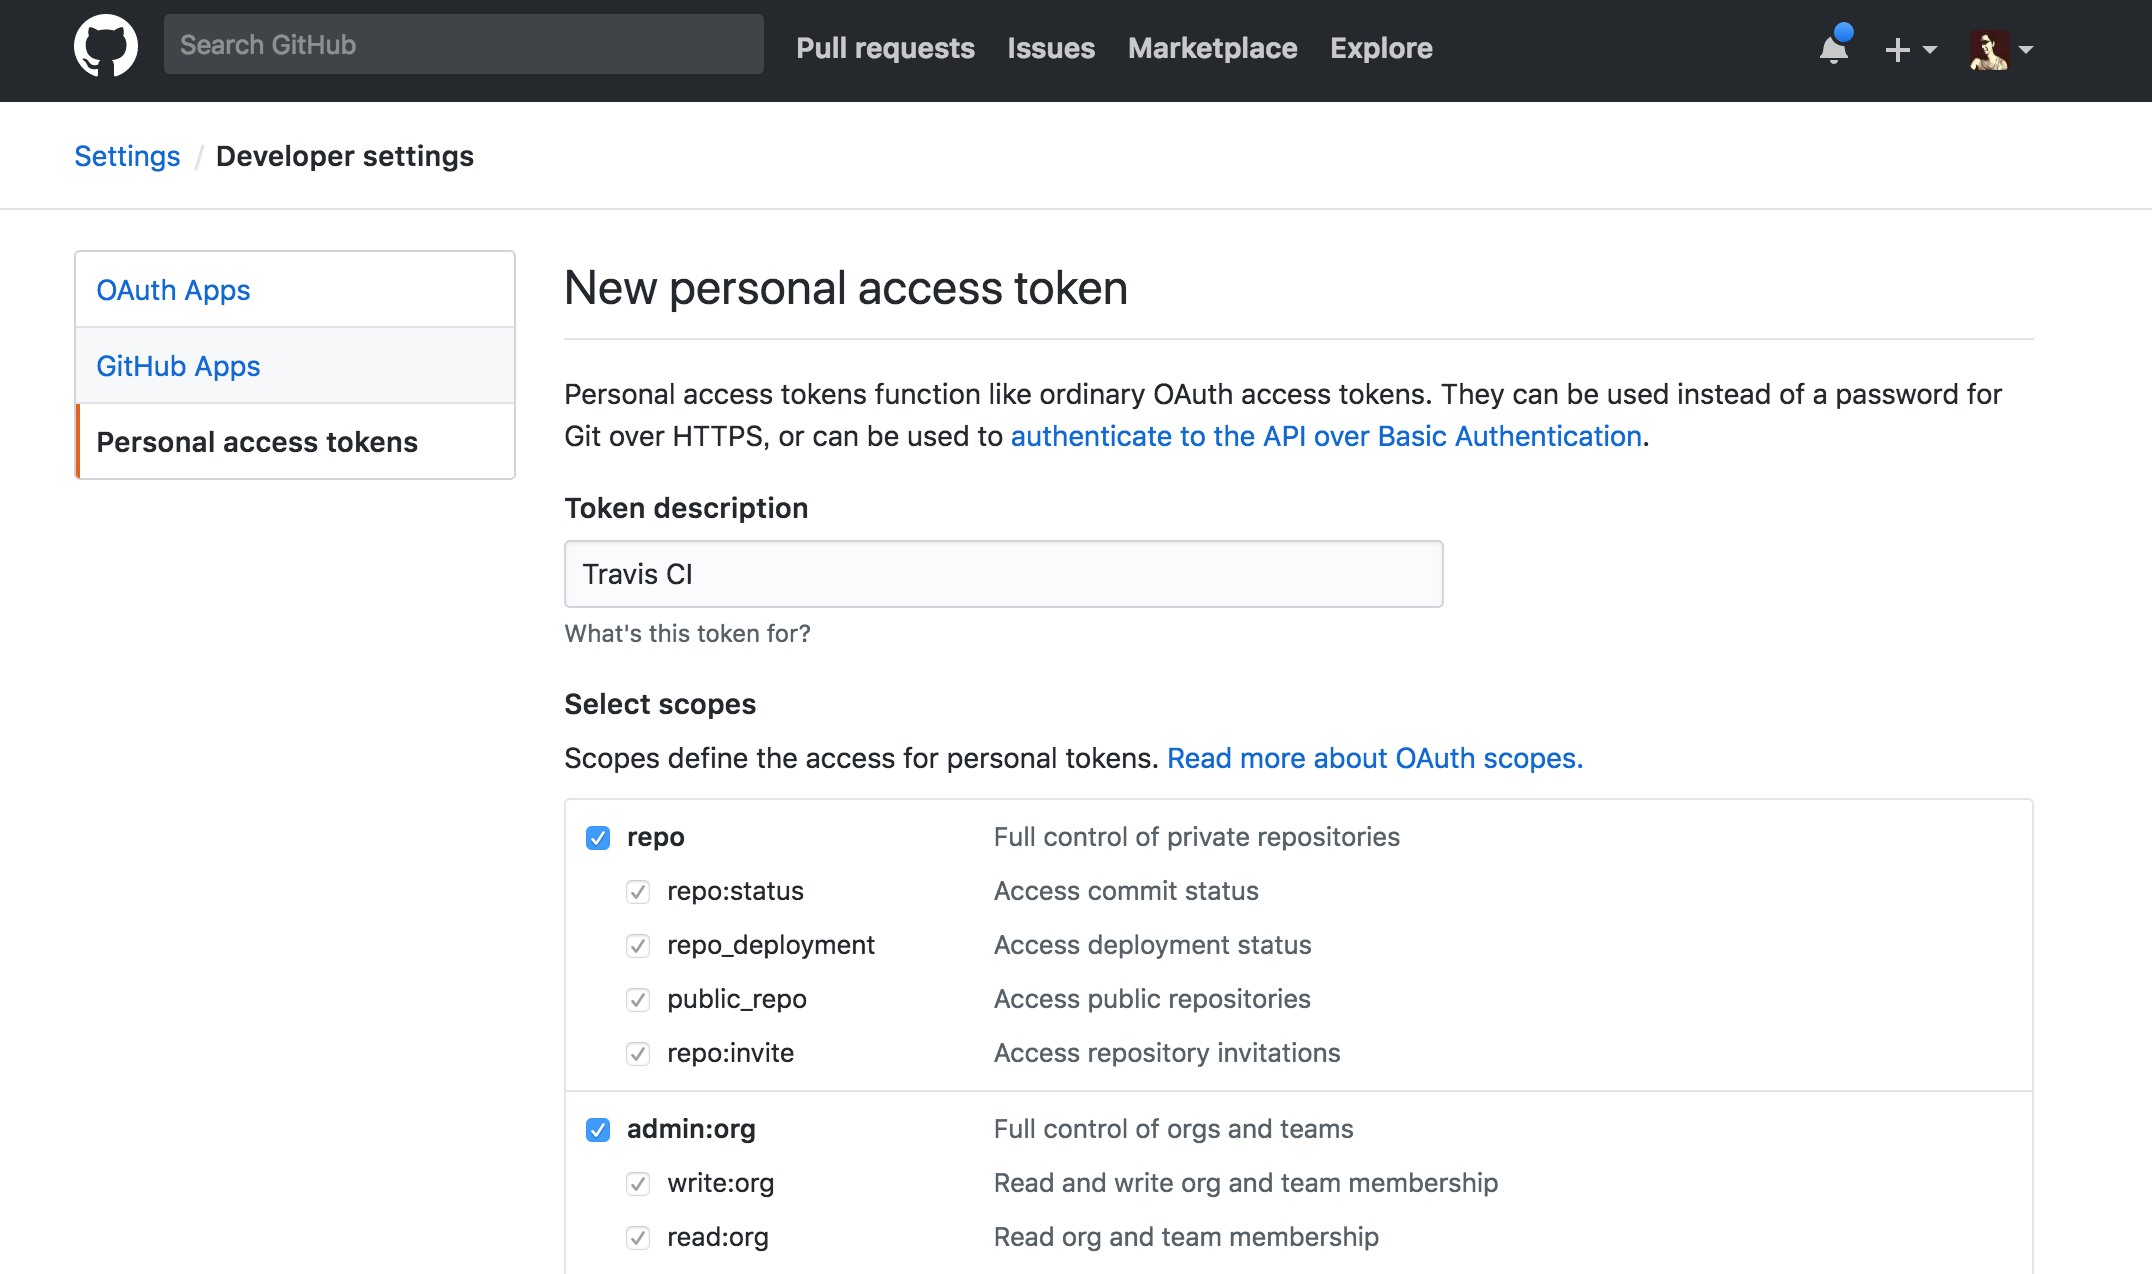 Search GitHub
Pull requests
Issues
Marketplace
Explore
Settings / Developer settings
OAuth Apps
GitHub Apps
Personal access tokens
New personal access token
Personal access tokens function like ordinary OAuth access tokens. They can be used instead of a password for
Git over HTTPS, or can be used to authenticate to the API over Basic Authentication.
Token description
Travis CI
What's this token for?
Select scopes
Scopes define the access for personal tokens. Read more about OAuth scopes.
repo Full control of private repositories
repo:status Access commit status
repo_deployment Access deployment status
public_repo Access public repositories
repo:invite Access repository invitations
admin:org Full control of orgs and teams
write:org Read and write org and team membership
read:org Read org and team membership